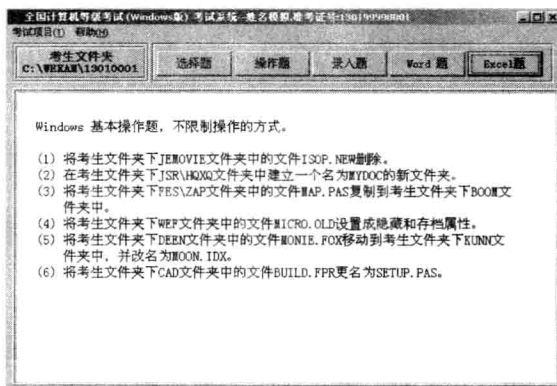 全国计算机等级考试(Windows版) 考试系统--姓名模拟,准考证号:130199990001
考试项目(T) 帮助(H)
考生文件夹
C:\WEXAM\13010001
选择题 操作题 录入题 Word 题 Excel题
Windows 基本操作题，不限制操作的方式。
(1) 将考生文件夹下JEMOVIE文件夹中的文件ISOP.NEW删除。
(2) 在考生文件夹下JSR\HQXQ文件夹中建立一个名为MYDOC的新文件夹。
(3) 将考生文件夹下FES\ZAP文件夹中的文件MAP.PAS复制到考生文件夹下BOOM文
件夹中。
(4) 将考生文件夹下WEF文件夹中的文件MICRO.OLD设置成隐藏和存档属性。
(5) 将考生文件夹下DEEN文件夹中的文件MONIE.FOX移动到考生文件夹下KUNN文
件夹中，并改名为MOON.IDX。
(6) 将考生文件夹下CAD文件夹中的文件BUILD.FPR更名为SETUP.PAS。